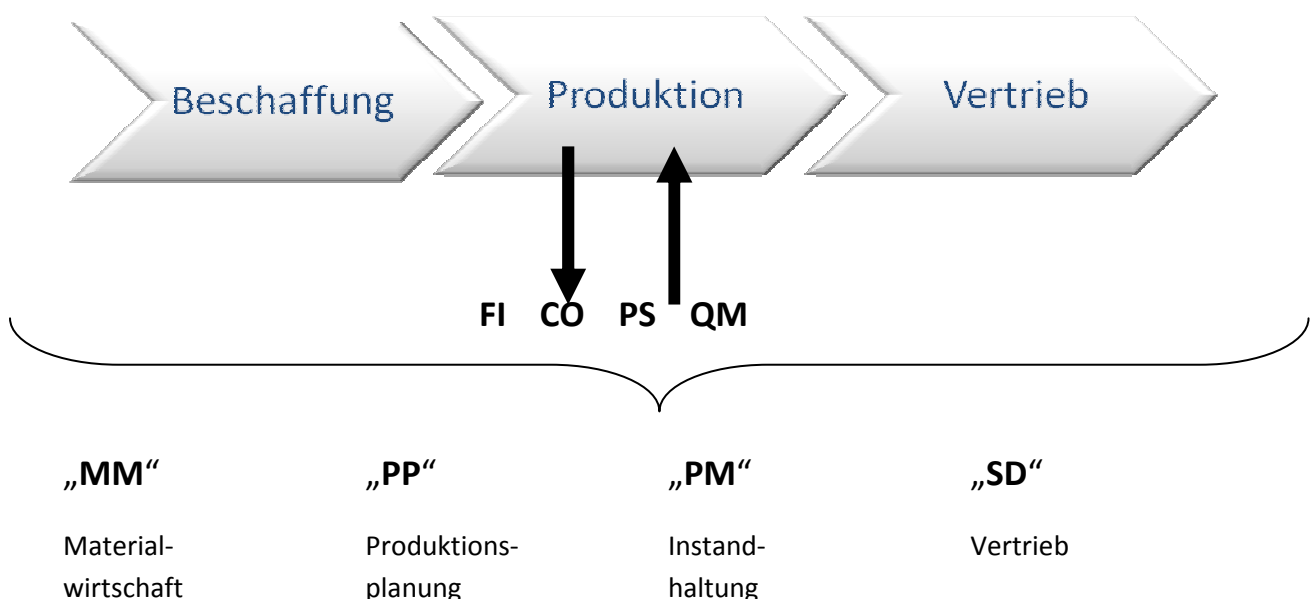 Beschaffung Produktion Vertrieb
FI CO PS QM
„MM“ „PP“ „PM“ „SD“
Material- Produktions- Instand- Vertrieb
wirtschaft planung haltung